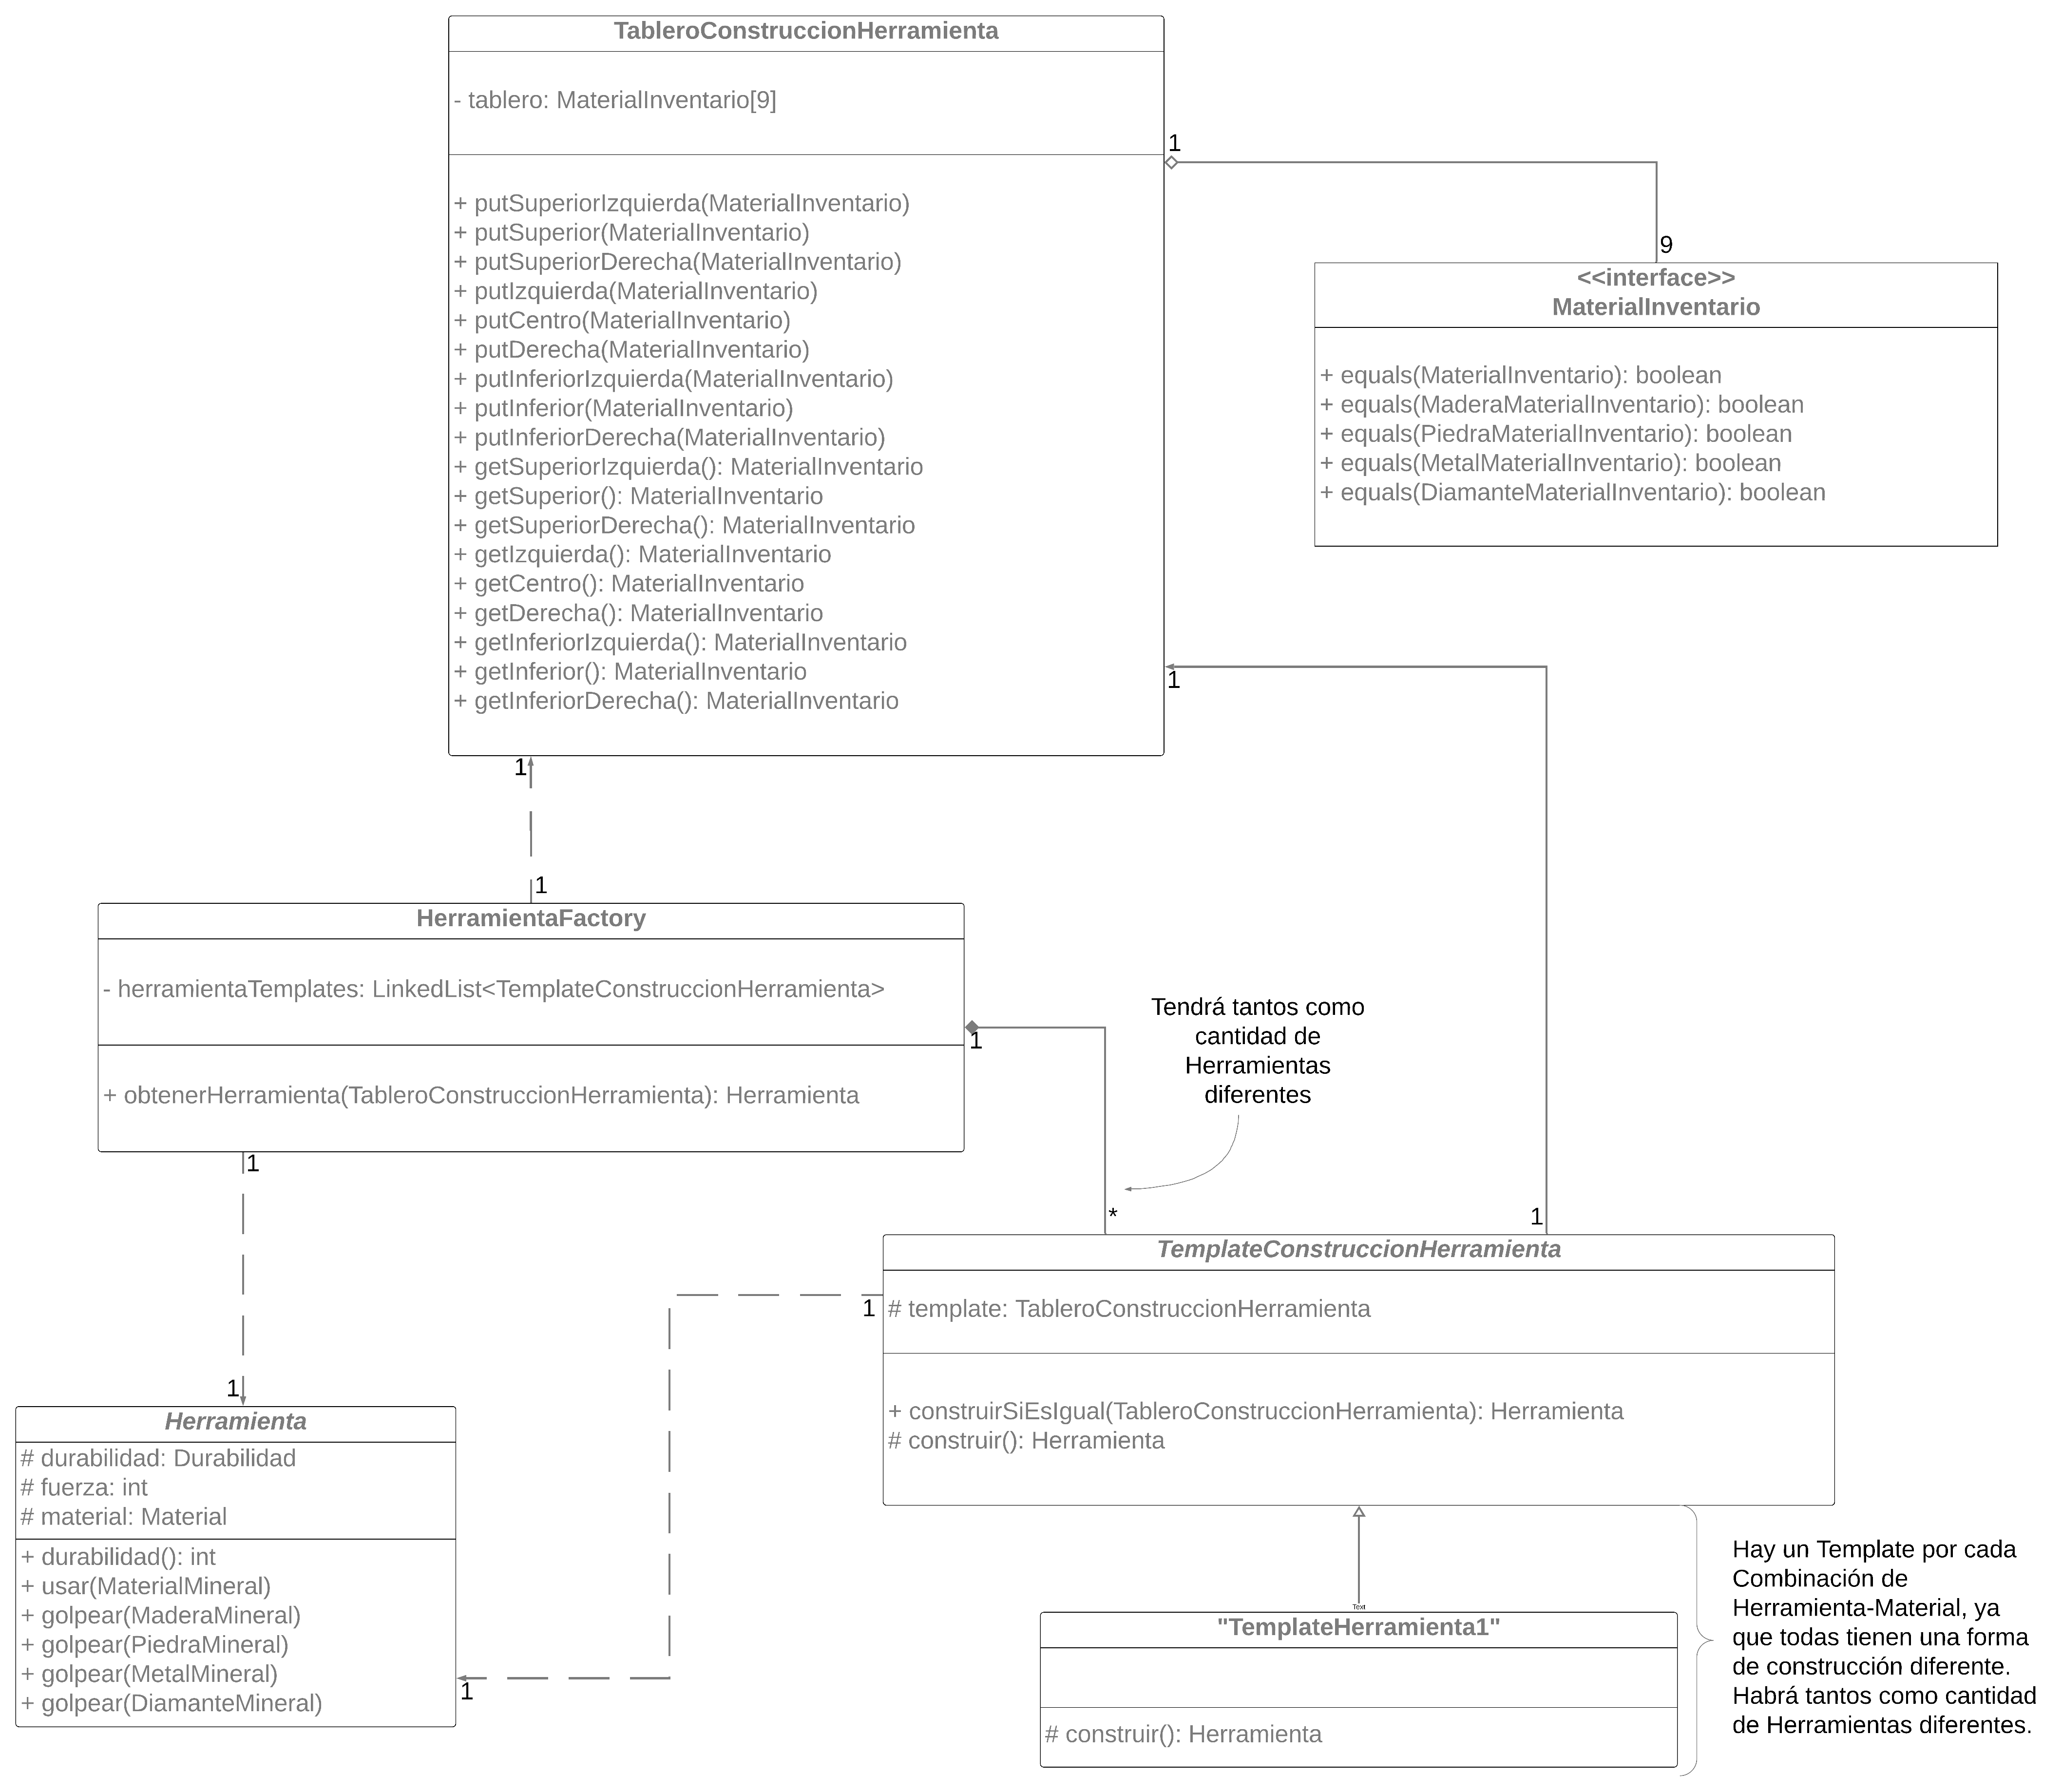 TableroConstruccionHerramienta
- tablero: MaterialInventario[9]
+ putSuperiorIzquierda(MaterialInventario)
+ putSuperior(MaterialInventario)
+ putSuperiorDerecha(MaterialInventario)
+ putIzquierda(MaterialInventario)
+ putCentro(MaterialInventario)
+ putDerecha(MaterialInventario)
+ putInferiorIzquierda(MaterialInventario)
+ putInferior(MaterialInventario)
+ putInferiorDerecha(MaterialInventario)
+ getSuperiorIzquierda(): MaterialInventario
+ getSuperior(): MaterialInventario
+ getSuperiorDerecha(): MaterialInventario
+ getIzquierda(): MaterialInventario
+ getCentro(): MaterialInventario
+ getDerecha(): MaterialInventario
+ getInferiorIzquierda(): MaterialInventario
+ getInferior(): MaterialInventario
+ getInferiorDerecha(): MaterialInventario
1
9
<<interface>>
MaterialInventario
+ equals(MaterialInventario): boolean
+ equals(MaderaMaterialInventario): boolean
+ equals(PiedraMaterialInventario): boolean
+ equals(MetalMaterialInventario): boolean
+ equals(DiamanteMaterialInventario): boolean
1
1
1
HerramientaFactory
- herramientaTemplates: LinkedList<TemplateConstruccionHerramienta>
+ obtenerHerramienta(TableroConstruccionHerramienta): Herramienta
1
Tendrá tantos como
cantidad de
Herramientas
diferentes
1
*
1
TemplateConstruccionHerramienta
# template: TableroConstruccionHerramienta
+ construirSiEsIgual(TableroConstruccionHerramienta): Herramienta
# construir(): Herramienta
1
1
Herramienta
# durabilidad: Durabilidad
# fuerza: int
# material: Material
+ durabilidad(): int
+ usar(MaterialMineral)
+ golpear(MaderaMineral)
+ golpear(PiedraMineral)
+ golpear(MetalMineral)
+ golpear(DiamanteMineral)
1
Text
"TemplateHerramienta1"
# construir(): Herramienta
Hay un Template por cada
Combinación de
Herramienta-Material, ya
que todas tienen una forma
de construcción diferente.
Habrá tantos como cantidad
de Herramientas diferentes.